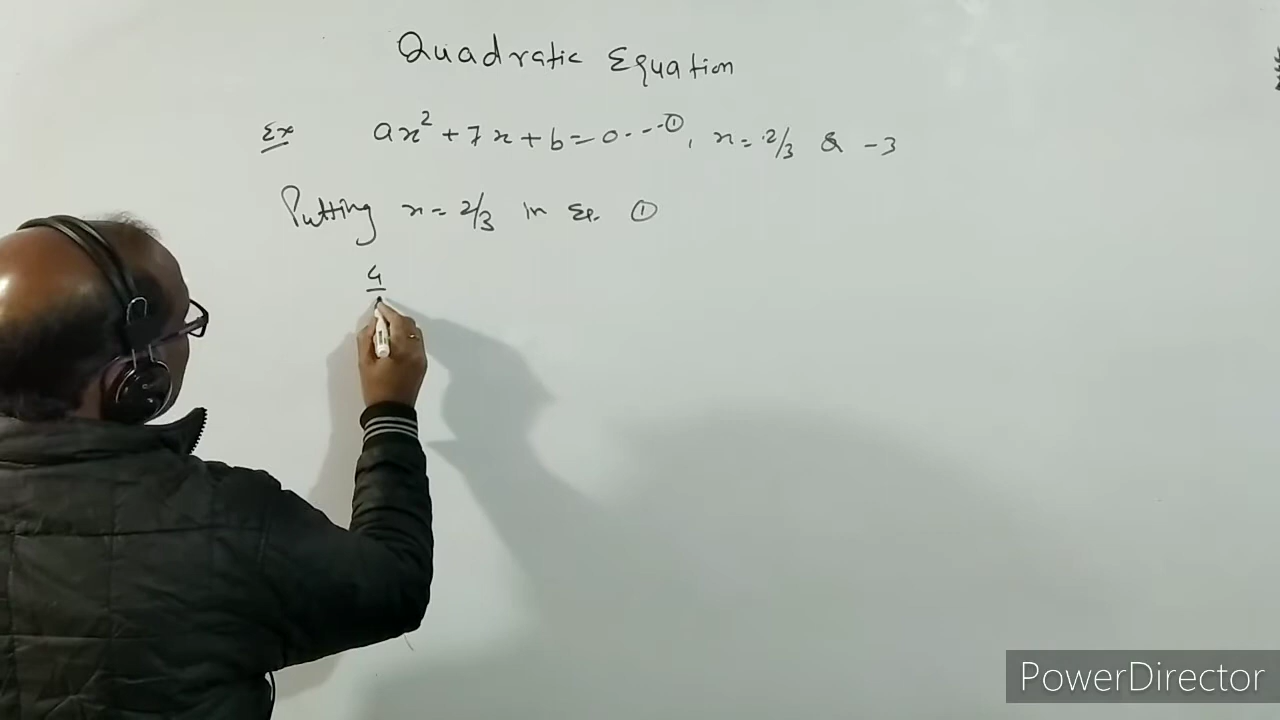 Quadratic Equation
Ex ax² + 7x + b = 0 --- ①, x = 2/3 & -3
Putting x = 2/3 in Eq. ①
4
PowerDirector